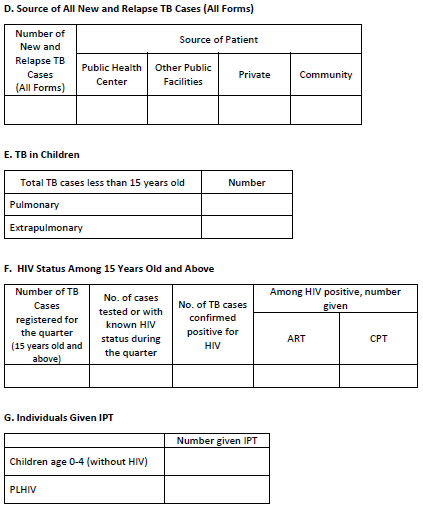 D. Source of All New and Relapse TB Cases (All Forms)
Number of
New and
Relapse TB
Cases
(All Forms)
Source of Patient
Public Health
Center
Other Public
Facilities
Private
Community
E. TB in Children
Total TB cases less than 15 years old
Number
Pulmonary
Extrapulmonary
F. HIV Status Among 15 Years Old and Above
Number of TB
Cases
registered for
the quarter
(15 years old and
above)
No. of cases
tested or with
known HIV
status during
the quarter
No. of TB cases
confirmed
positive for
HIV
Among HIV positive, number
given
ART
CPT
G. Individuals Given IPT
Number given IPT
Children age 0-4 (without HIV)
PLHIV